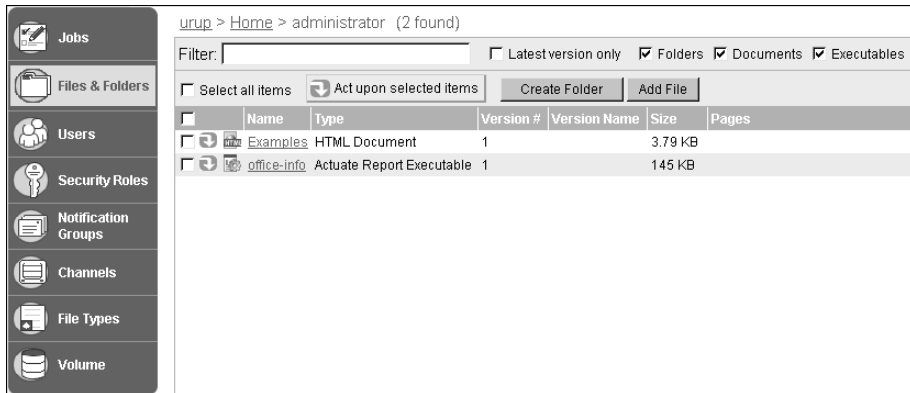 urup > Home > administrator (2 found)
Jobs
Files & Folders
Users
Security Roles
Notification
Groups
Channels
File Types
Volume
Filter:
Latest version only Folders Documents Executables
Select all items Act upon selected items Create Folder Add File
Name Type Version # Version Name Size Pages
Examples HTML Document 1 3.79 KB
office-info Actuate Report Executable 1 145 KB